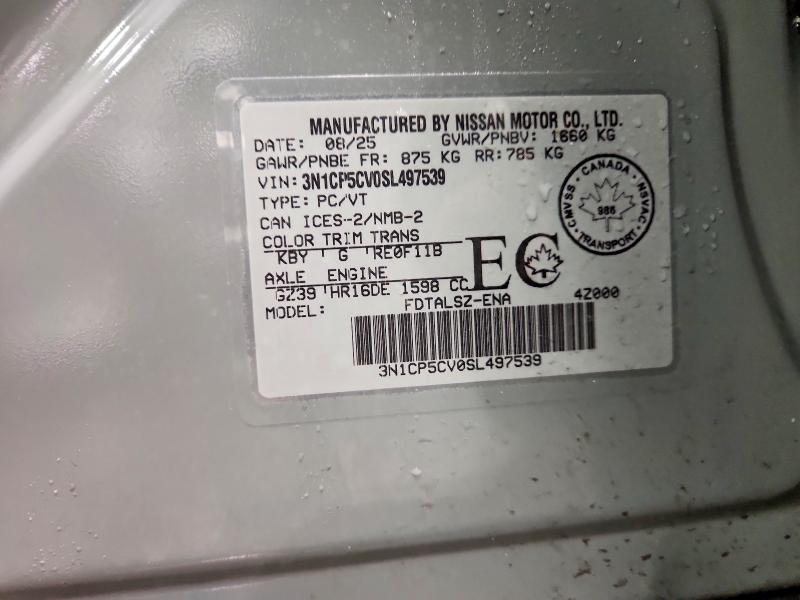 MANUFACTURED BY NISSAN MOTOR CO., LTD.
DATE: 08/25 GVWR/PNBV: 1660 KG
GAWR/PNBE FR: 875 KG RR: 785 KG
VIN: 3N1CP5CV0SL497539
TYPE: PC/VT
CAN ICES-2/NMB-2
COLOR TRIM TRANS
KBY G RE0F11B
AXLE ENGINE
GZ39 HR16DE 1598 CC
MODEL: FDTALSZ-ENA 4Z000
3N1CP5CV0SL497539
EC
CANADA
CMVSS NSVAC
986
TRANSPORT